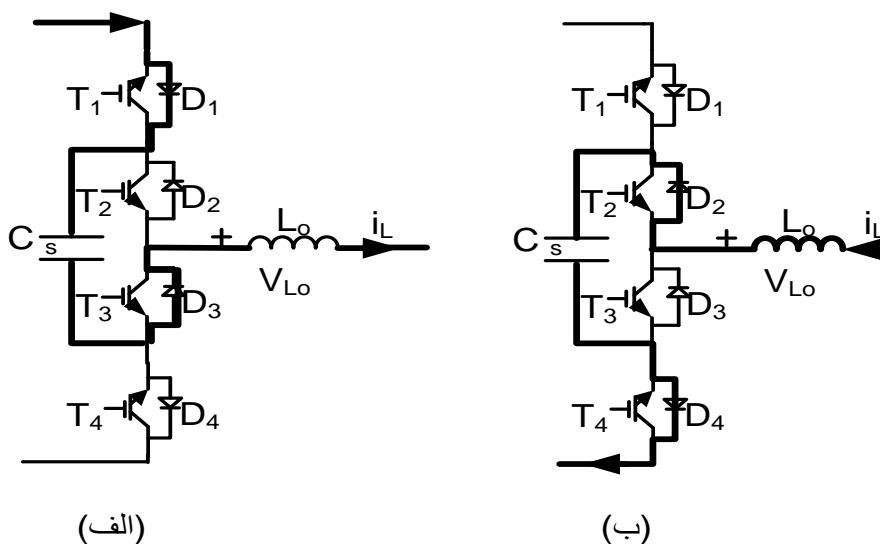 T1
D1
T2
D2
Cs
+
Lo
iL
VLo
T3
D3
T4
D4
(الف)
T1
D1
T2
D2
Cs
+
Lo
iL
VLo
T3
D3
T4
D4
(ب)